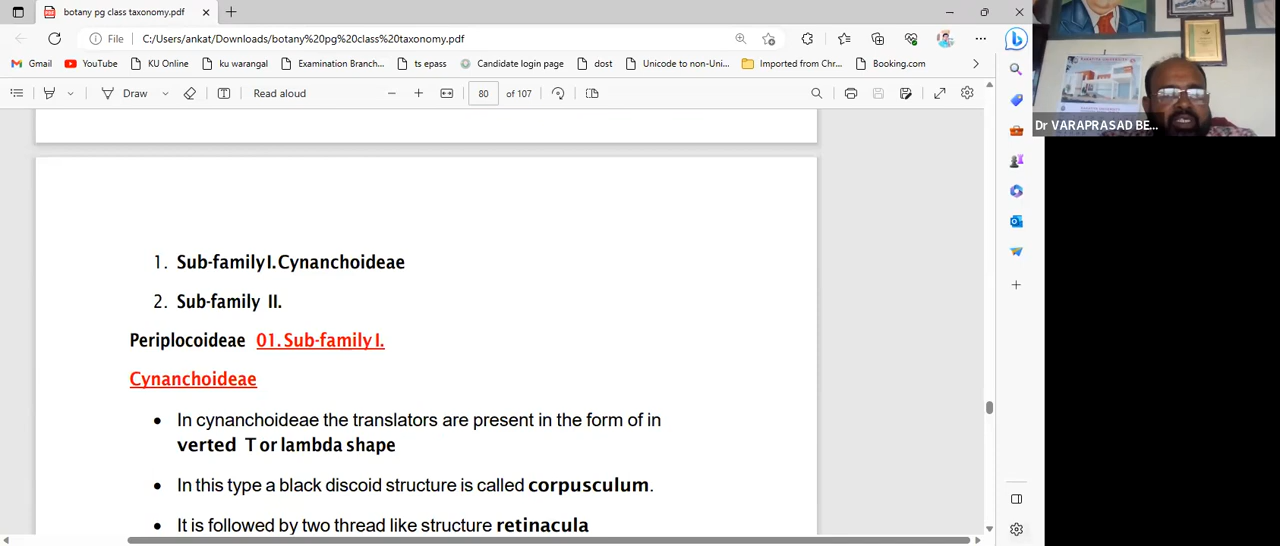 botany pg class taxonomy.pdf
File C:/Users/ankat/Downloads/botany%20pg%20class%20taxonomy.pdf
Gmail YouTube KU Online ku warangal Examination Branch... ts epass Candidate login page dost Unicode to non-Uni... Imported from Chr... Booking.com
Draw Read aloud 80 of 107
Dr VARAPRASAD BE...
1. Sub-family I. Cynanchoideae
2. Sub-family II.
Periplocoideae 01. Sub-family I.
Cynanchoideae
• In cynanchoideae the translators are present in the form of in
verted T or lambda shape
• In this type a black discoid structure is called corpusculum.
• It is followed by two thread like structure retinacula